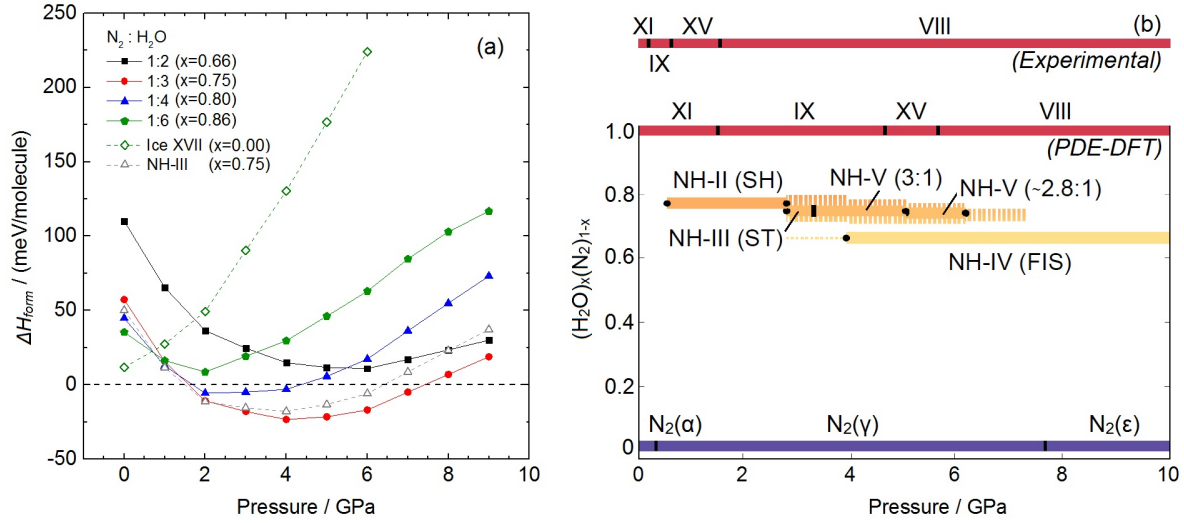 250
200
150
100
50
0
-50
ΔH_form / (meV/molecule)
(a)
N₂ : H₂O
1:2 (x=0.66)
1:3 (x=0.75)
1:4 (x=0.80)
1:6 (x=0.86)
Ice XVII (x=0.00)
NH-III (x=0.75)
0 2 4 6 8 10
Pressure / GPa
(b)
XI XV VIII
IX
(Experimental)
XI IX XV VIII
(PDE-DFT)
1.0
0.8
0.6
0.4
0.2
0
(H₂O)ₓ(N₂)₁₋ₓ
NH-II (SH)
NH-V (3:1)
NH-V (~2.8:1)
NH-III (ST)
NH-IV (FIS)
N₂(α) N₂(γ) N₂(ε)
0 2 4 6 8 10
Pressure / GPa